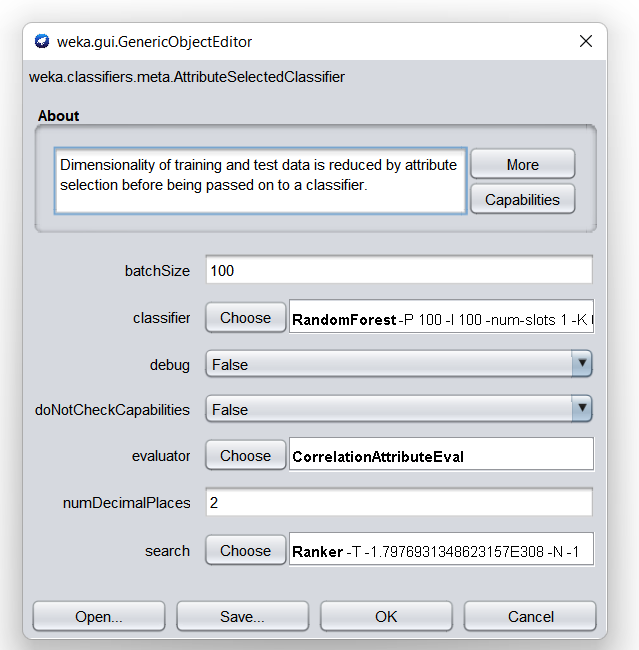 weka.gui.GenericObjectEditor
weka.classifiers.meta.AttributeSelectedClassifier
About
Dimensionality of training and test data is reduced by attribute
selection before being passed on to a classifier.
More
Capabilities
batchSize 100
classifier Choose RandomForest -P 100 -I 100 -num-slots 1 -K
debug False
doNotCheckCapabilities False
evaluator Choose CorrelationAttributeEval
numDecimalPlaces 2
search Choose Ranker -T -1.7976931348623157E308 -N -1
Open... Save... OK Cancel